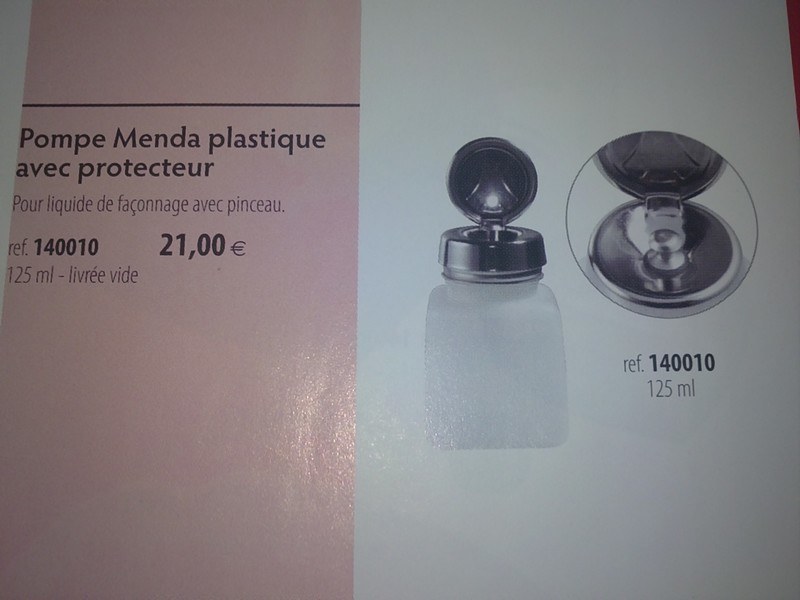 Pompe Menda plastique
avec protecteur
Pour liquide de façonnage avec pinceau.
ref. 140010 21,00 €
125 ml - livrée vide
ref. 140010
125 ml